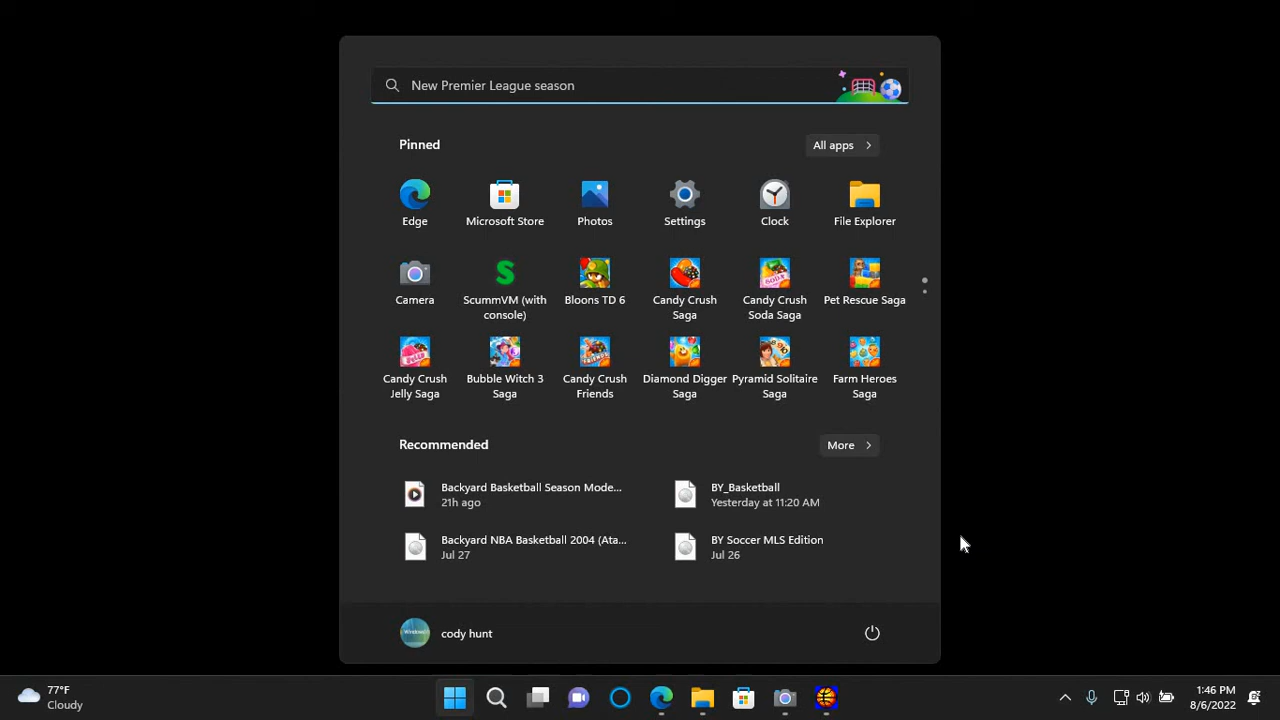 New Premier League season
Pinned
All apps
Edge
Microsoft Store
Photos
Settings
Clock
File Explorer
Camera
ScummVM (with
console)
Bloons TD 6
Candy Crush
Saga
Candy Crush
Soda Saga
Pet Rescue Saga
Candy Crush
Jelly Saga
Bubble Witch 3
Saga
Candy Crush
Friends
Diamond Digger
Saga
Pyramid Solitaire
Saga
Farm Heroes
Saga
Recommended
More
Backyard Basketball Season Mode...
21h ago
BY_Basketball
Yesterday at 11:20 AM
Backyard NBA Basketball 2004 (Ata...
Jul 27
BY Soccer MLS Edition
Jul 26
cody hunt
77°F
Cloudy
1:46 PM
8/6/2022